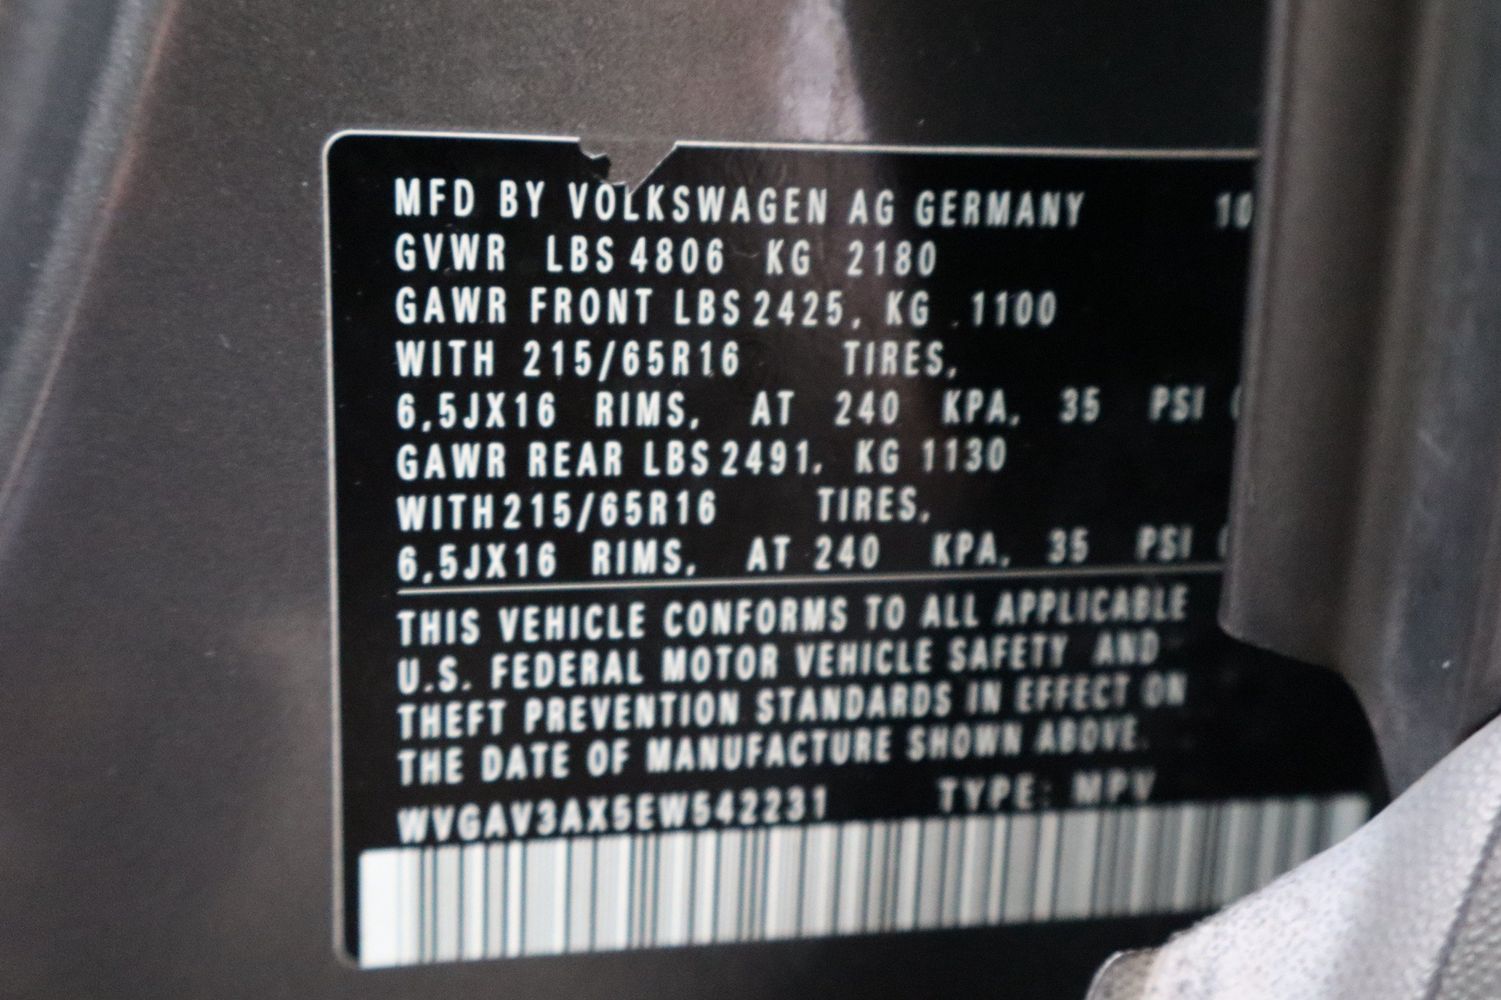 MFD BY VOLKSWAGEN AG GERMANY 10
GVWR LBS 4806 KG 2180
GAWR FRONT LBS 2425, KG 1100
WITH 215/65R16 TIRES,
6,5JX16 RIMS, AT 240 KPA, 35 PSI (
GAWR REAR LBS 2491, KG 1130
WITH 215/65R16 TIRES,
6,5JX16 RIMS, AT 240 KPA, 35 PSI (
THIS VEHICLE CONFORMS TO ALL APPLICABLE
U.S. FEDERAL MOTOR VEHICLE SAFETY AND
THEFT PREVENTION STANDARDS IN EFFECT ON
THE DATE OF MANUFACTURE SHOWN ABOVE.
WVGAV3AX5EW542231 TYPE: MPV